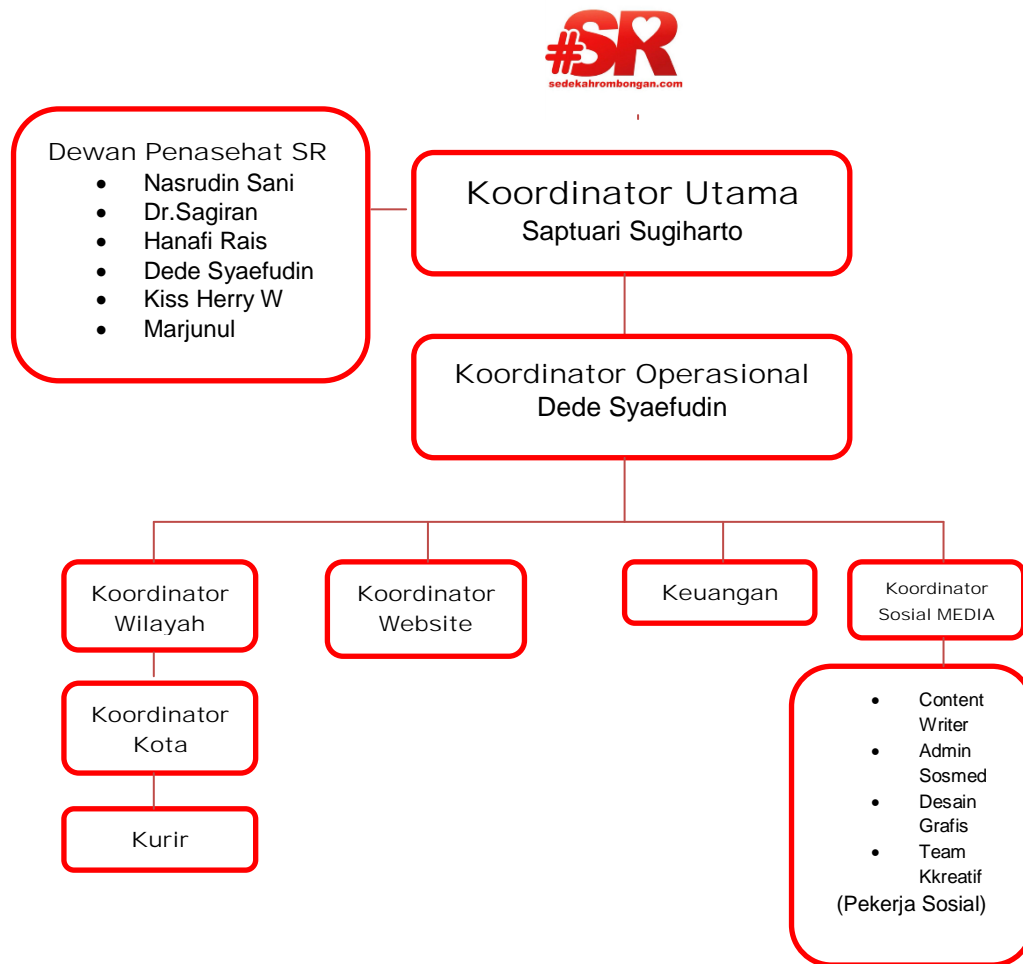 #SR
sedekahrombongan.com
Dewan Penasehat SR
• Nasrudin Sani
• Dr.Sagiran
• Hanafi Rais
• Dede Syaefudin
• Kiss Herry W
• Marjunul
Koordinator Utama
Saptuari Sugiharto
Koordinator Operasional
Dede Syaefudin
Koordinator
Wilayah
Koordinator
Website
Keuangan
Koordinator
Sosial MEDIA
Koordinator
Kota
Kurir
• Content
Writer
• Admin
Sosmed
• Desain
Grafis
• Team
Kkreatif
(Pekerja Sosial)